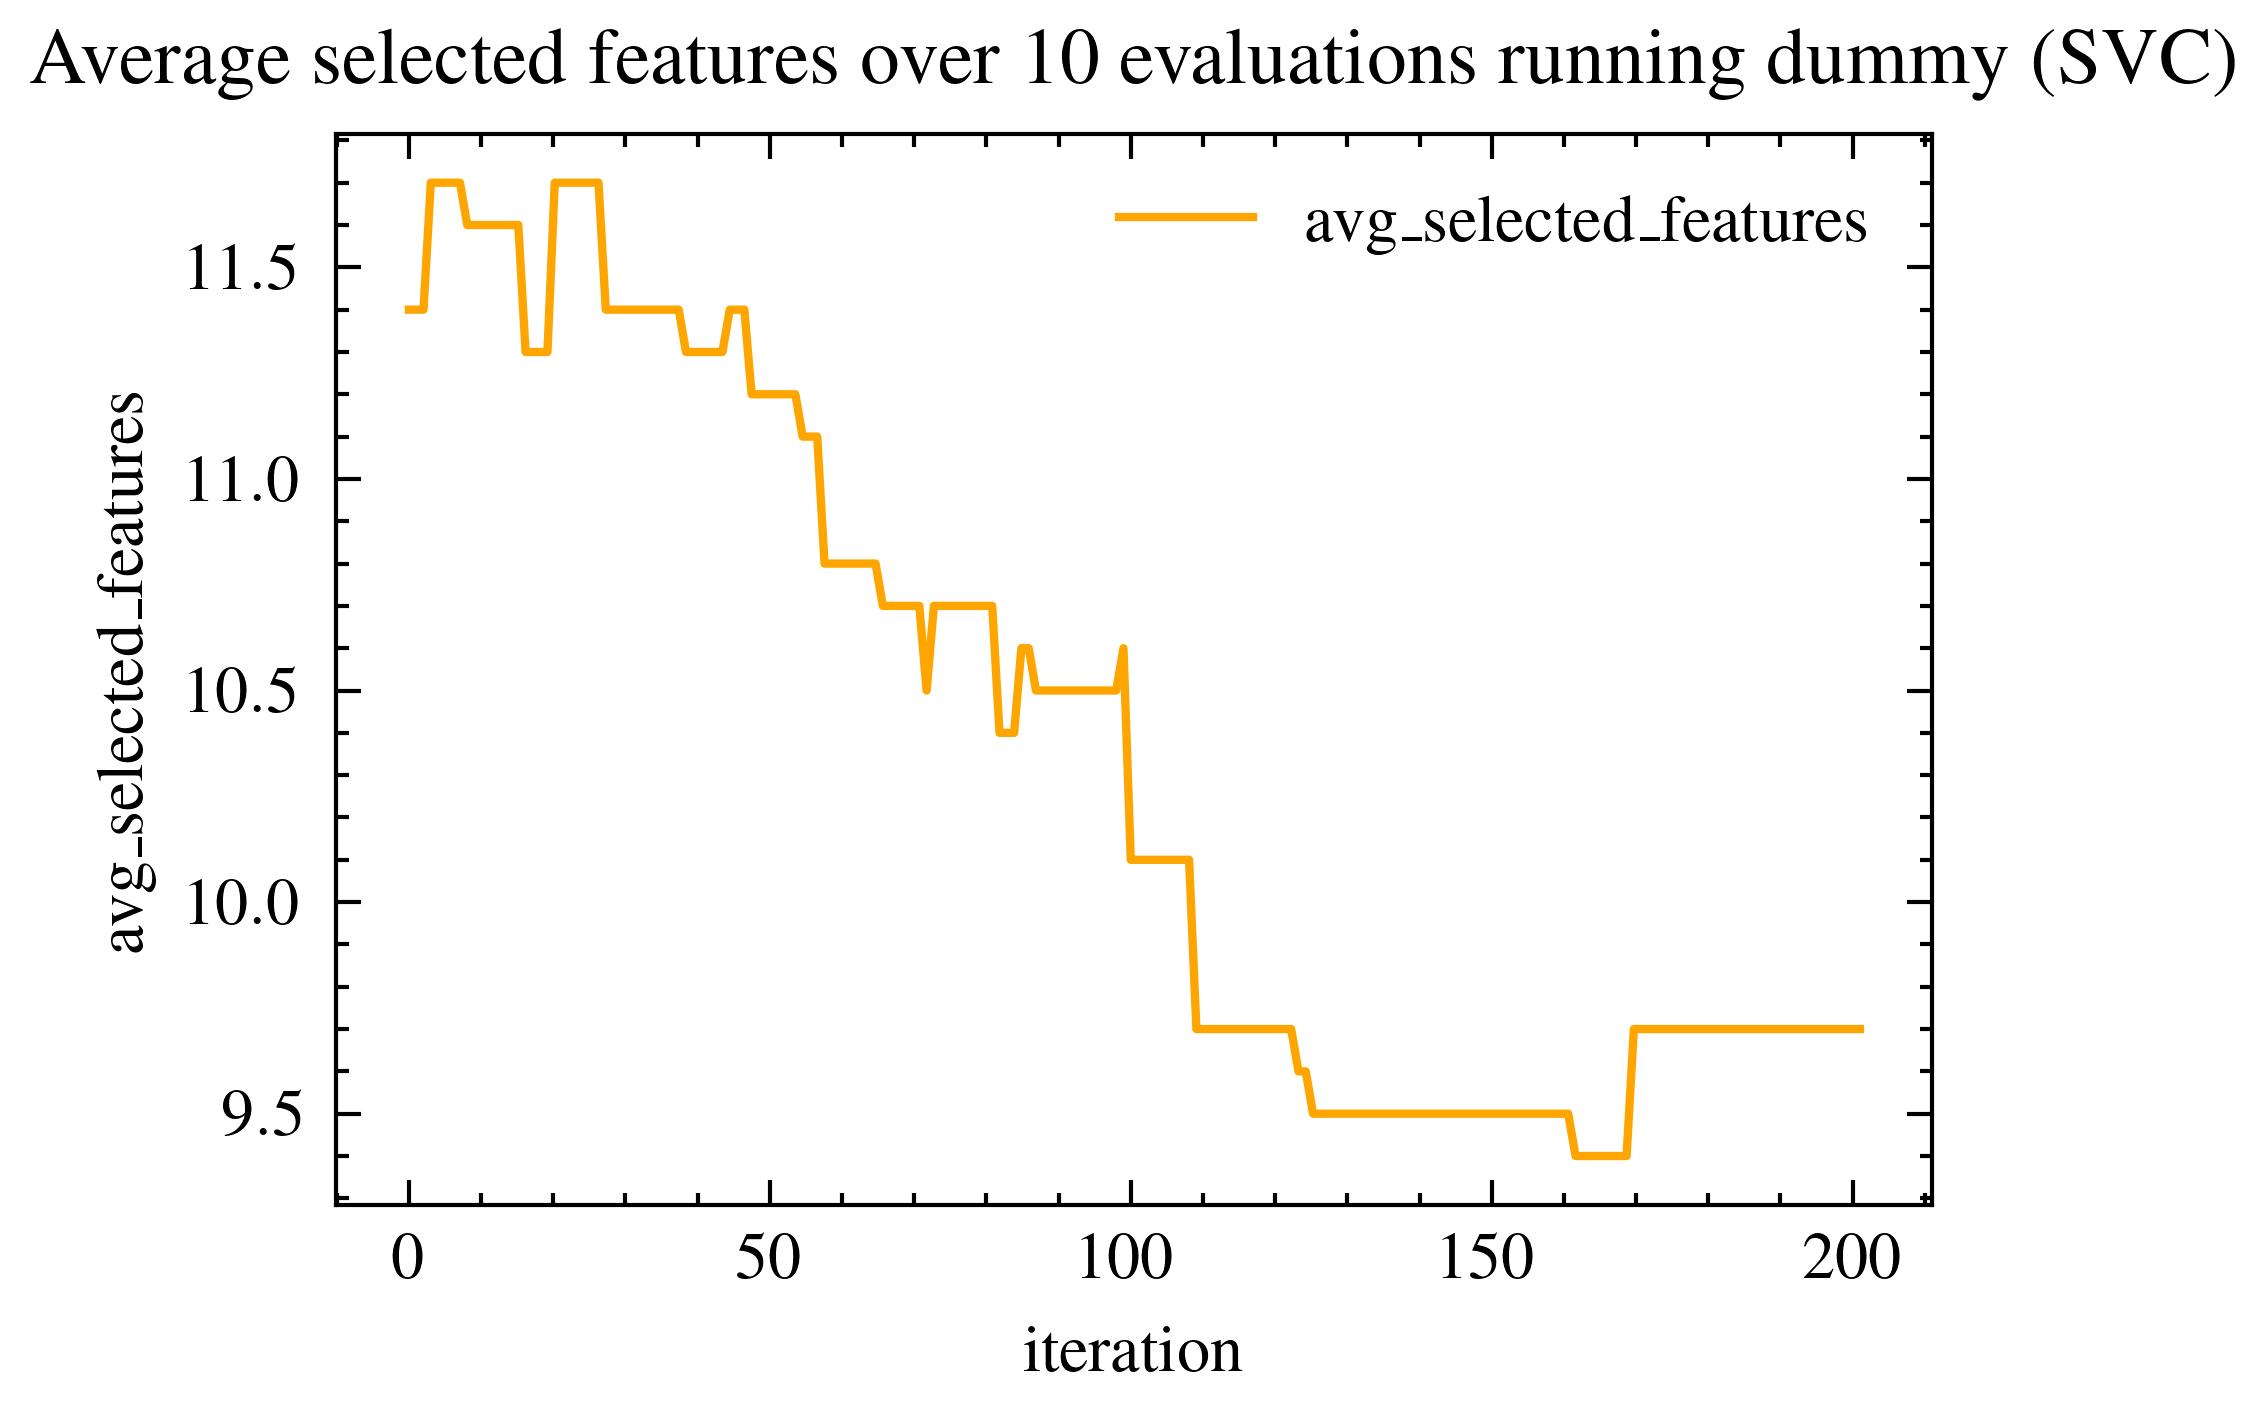 Average selected features over 10 evaluations running dummy (SVC)
avg_selected_features
avg_selected_features
11.5
11.0
10.5
10.0
9.5
0 50 100 150 200
iteration